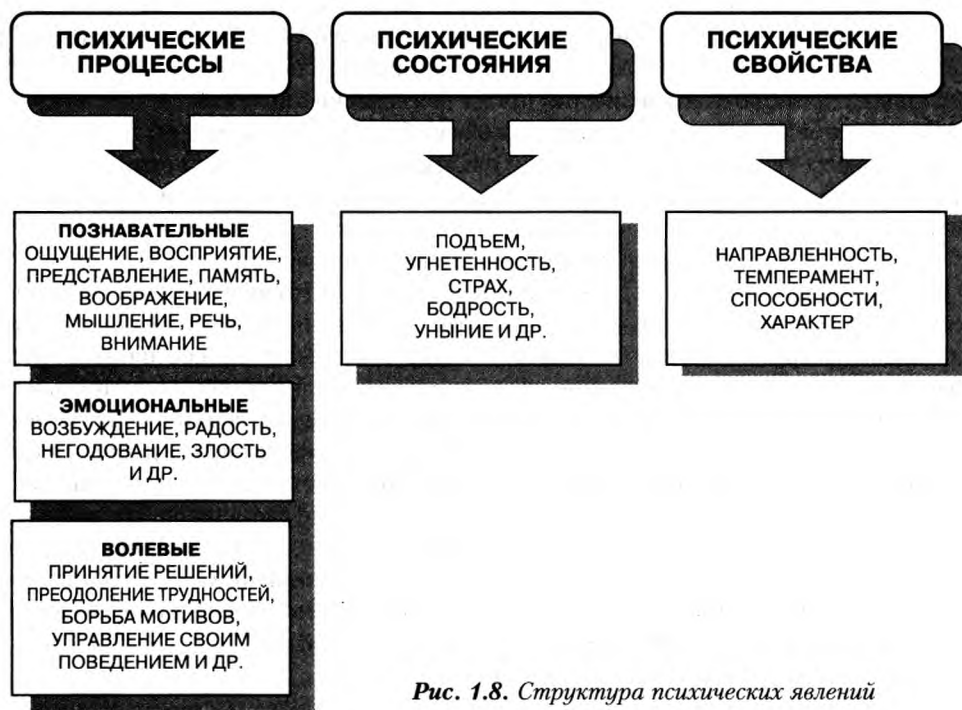 ПСИХИЧЕСКИЕ
ПРОЦЕССЫ
ПОЗНАВАТЕЛЬНЫЕ
ОЩУЩЕНИЕ, ВОСПРИЯТИЕ,
ПРЕДСТАВЛЕНИЕ, ПАМЯТЬ,
ВООБРАЖЕНИЕ,
МЫШЛЕНИЕ, РЕЧЬ,
ВНИМАНИЕ
ЭМОЦИОНАЛЬНЫЕ
ВОЗБУЖДЕНИЕ, РАДОСТЬ,
НЕГОДОВАНИЕ, ЗЛОСТЬ
И ДР.
ВОЛЕВЫЕ
ПРИНЯТИЕ РЕШЕНИЙ,
ПРЕОДОЛЕНИЕ ТРУДНОСТЕЙ,
БОРЬБА МОТИВОВ,
УПРАВЛЕНИЕ СВОИМ
ПОВЕДЕНИЕМ И ДР.
ПСИХИЧЕСКИЕ
СОСТОЯНИЯ
ПОДЪЕМ,
УГНЕТЕННОСТЬ,
СТРАХ,
БОДРОСТЬ,
УНЫНИЕ И ДР.
ПСИХИЧЕСКИЕ
СВОЙСТВА
НАПРАВЛЕННОСТЬ,
ТЕМПЕРАМЕНТ,
СПОСОБНОСТИ,
ХАРАКТЕР
Рис. 1.8. Структура психических явлений